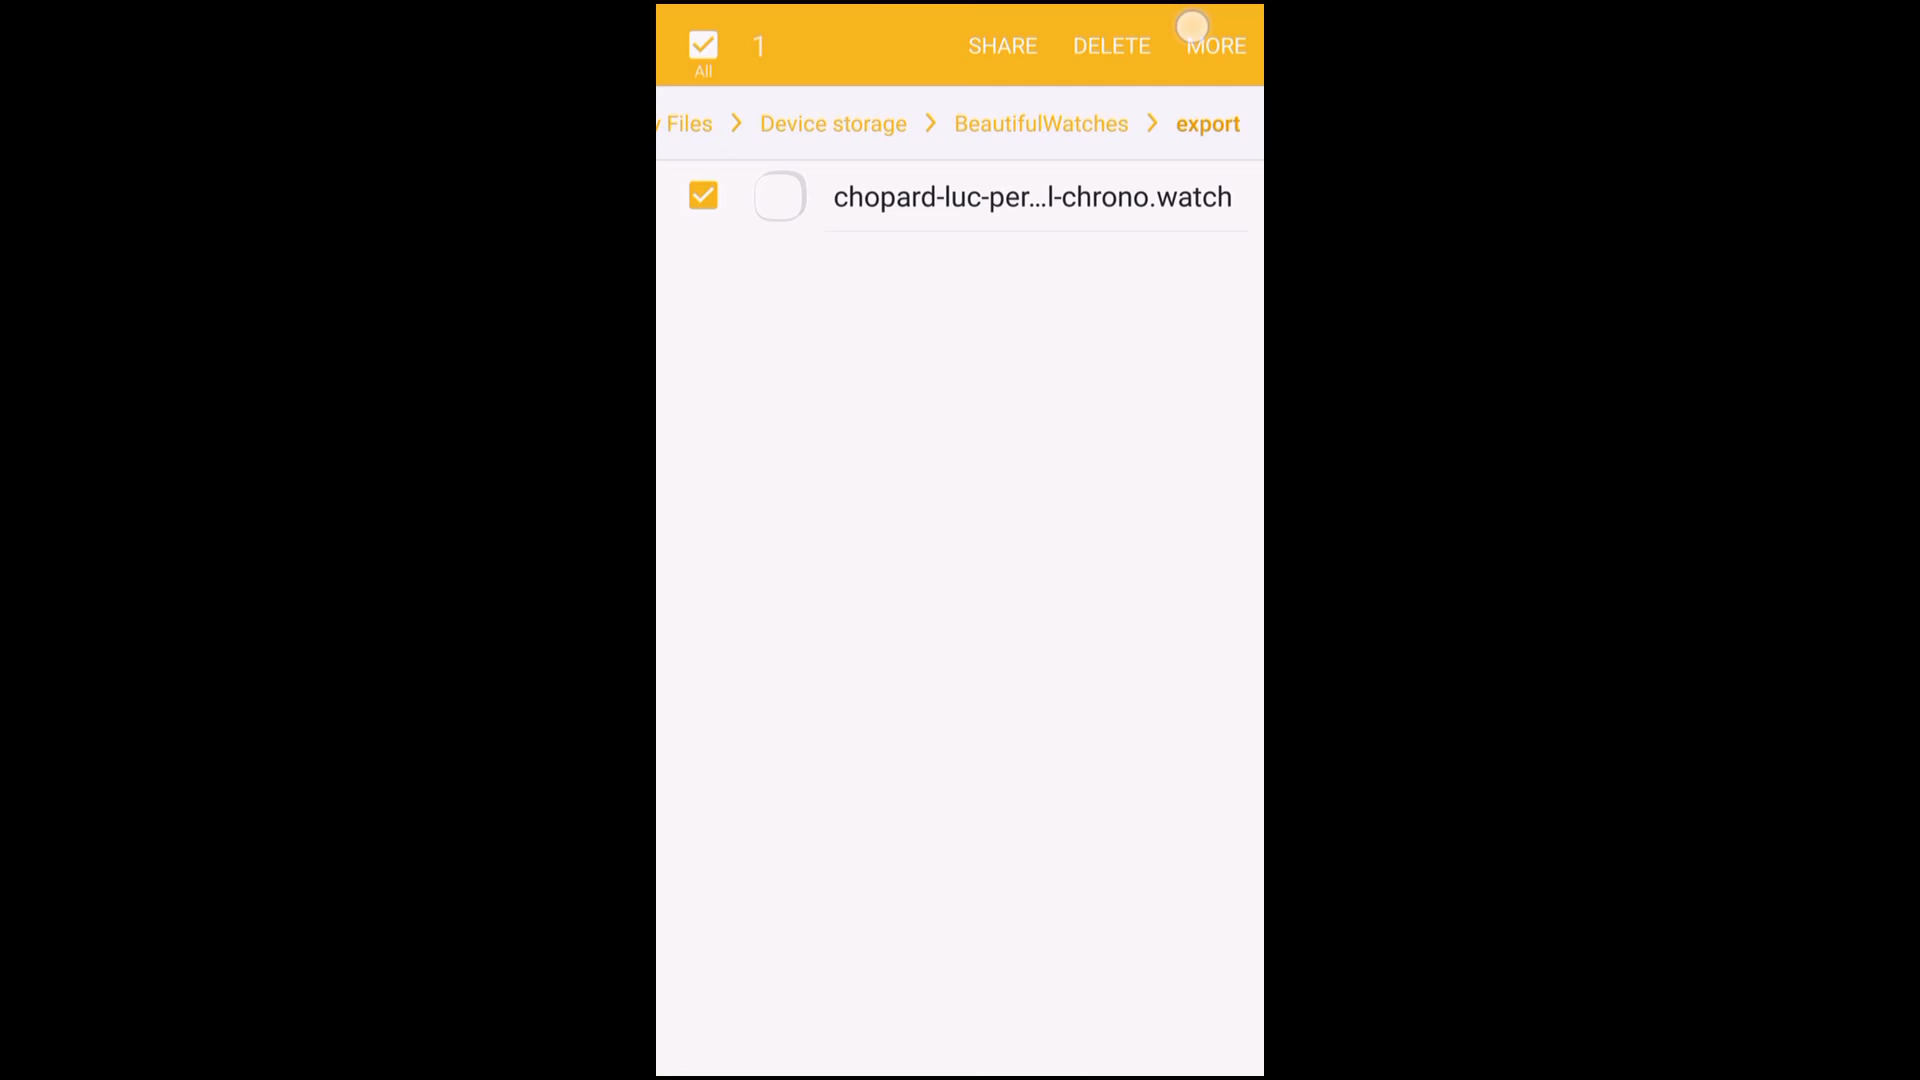 1 SHARE DELETE MORE
All
Files > Device storage > BeautifulWatches > export
chopard-luc-per...l-chrono.watch